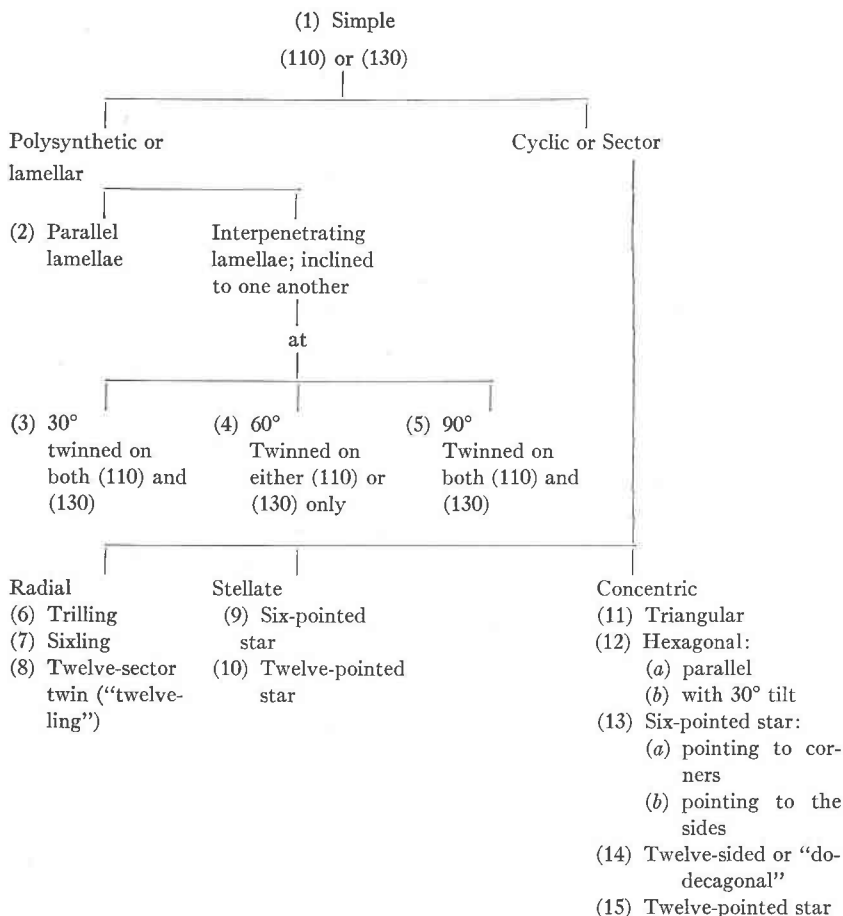 (1) Simple
(110) or (130)
Polysynthetic or
lamellar
Cyclic or Sector
(2) Parallel
lamellae
Interpenetrating
lamellae; inclined
to one another
at
(3) 30°
twinned on
both (110) and
(130)
(4) 60°
Twinned on
either (110) or
(130) only
(5) 90°
Twinned on
both (110) and
(130)
Radial
(6) Trilling
(7) Sixling
(8) Twelve-sector
twin (“twelve-
ling”)
Stellate
(9) Six-pointed
star
(10) Twelve-pointed
star
Concentric
(11) Triangular
(12) Hexagonal:
(a) parallel
(b) with 30° tilt
(13) Six-pointed star:
(a) pointing to cor-
ners
(b) pointing to the
sides
(14) Twelve-sided or “do-
decagonal”
(15) Twelve-pointed star